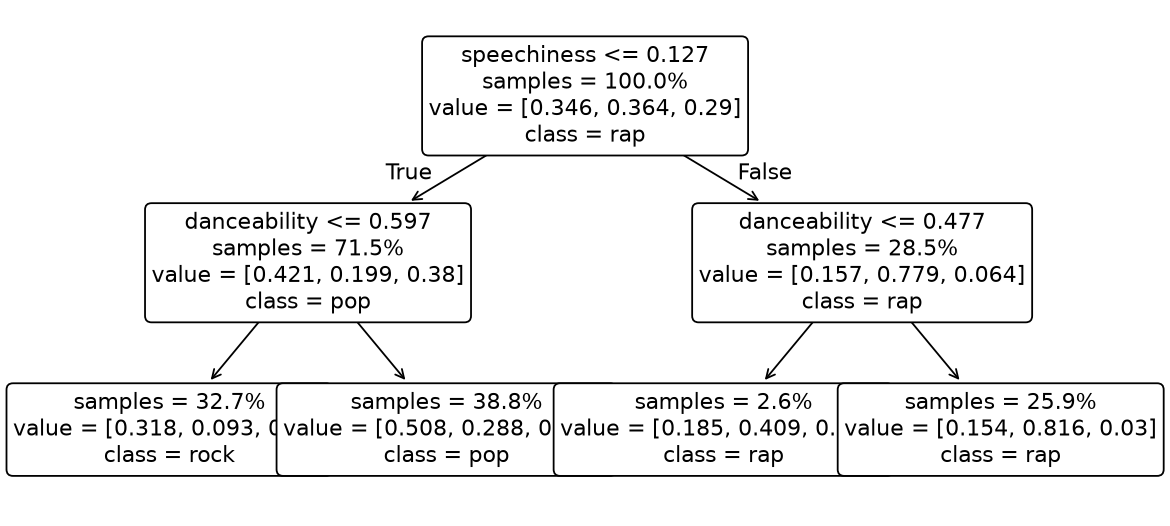 speechiness <= 0.127
samples = 100.0%
value = [0.346, 0.364, 0.29]
class = rap
True
False
danceability <= 0.597
samples = 71.5%
value = [0.421, 0.199, 0.38]
class = pop
danceability <= 0.477
samples = 28.5%
value = [0.157, 0.779, 0.064]
class = rap
samples = 32.7%
value = [0.318, 0.093,
class = rock
samples = 38.8%
value = [0.508, 0.288,
class = pop
samples = 2.6%
value = [0.185, 0.409,
class = rap
samples = 25.9%
value = [0.154, 0.816, 0.03]
class = rap